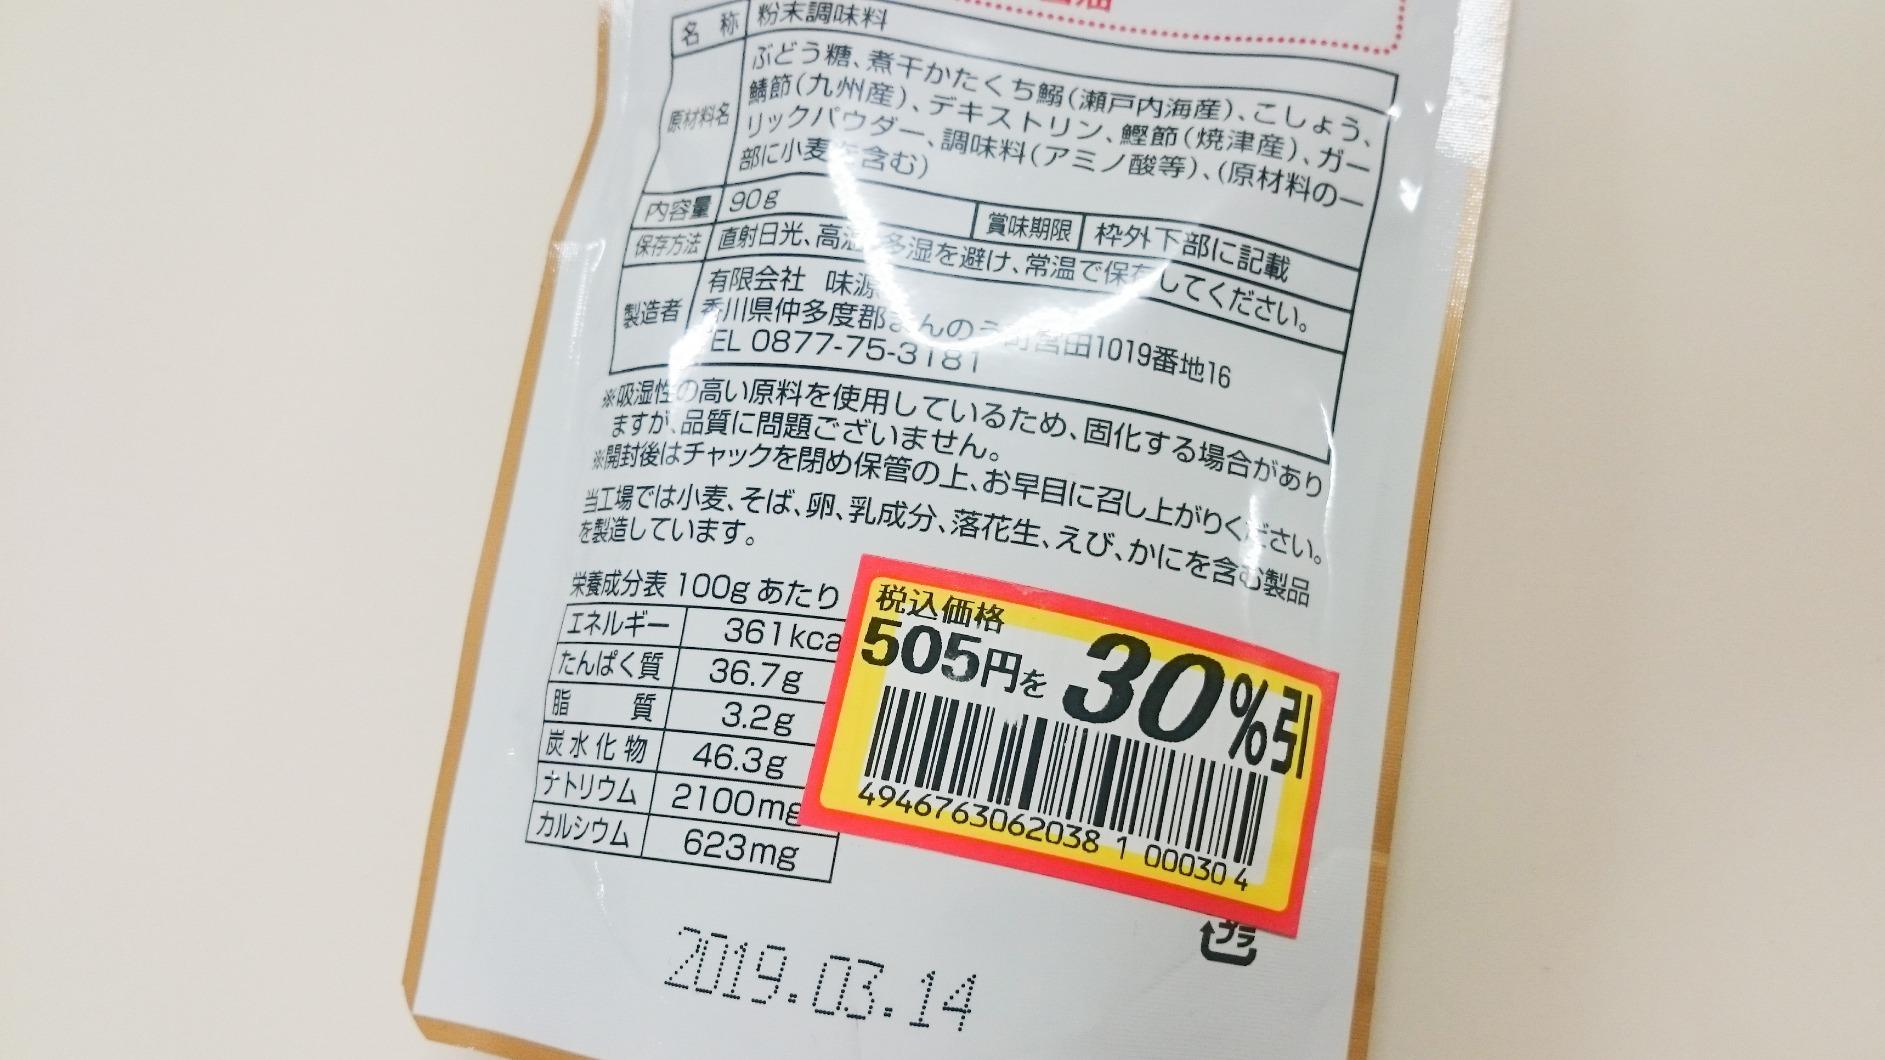 名称 粉末調味料
原材料名 ぶどう糖、煮干かたくち鰯(瀬戸内海産)、こしょう、
鯖節(九州産)、デキストリン、鰹節(焼津産)、ガー
リックパウダー、調味料(アミノ酸等)、(原材料の一
部に小麦を含む)
内容量 90g 賞味期限 枠外下部に記載
保存方法 直射日光、高温多湿を避け、常温で保存してください。
製造者 有限会社 味源
香川県仲多度郡まんのう町宮田1019番地16
TEL 0877-75-3181
※吸湿性の高い原料を使用しているため、固化する場合があり
ますが、品質に問題ございません。
※開封後はチャックを閉め保管の上、お早目に召し上がりください。
当工場では小麦、そば、卵、乳成分、落花生、えび、かにを含む製品
を製造しています。
栄養成分表 100gあたり
エネルギー 361kca
たんぱく質 36.7g
脂質 3.2g
炭水化物 46.3g
ナトリウム 2100mg
カルシウム 623mg
税込価格
505円を 30%引
4946763062038 1 00030 4
プラ
2019.03.14